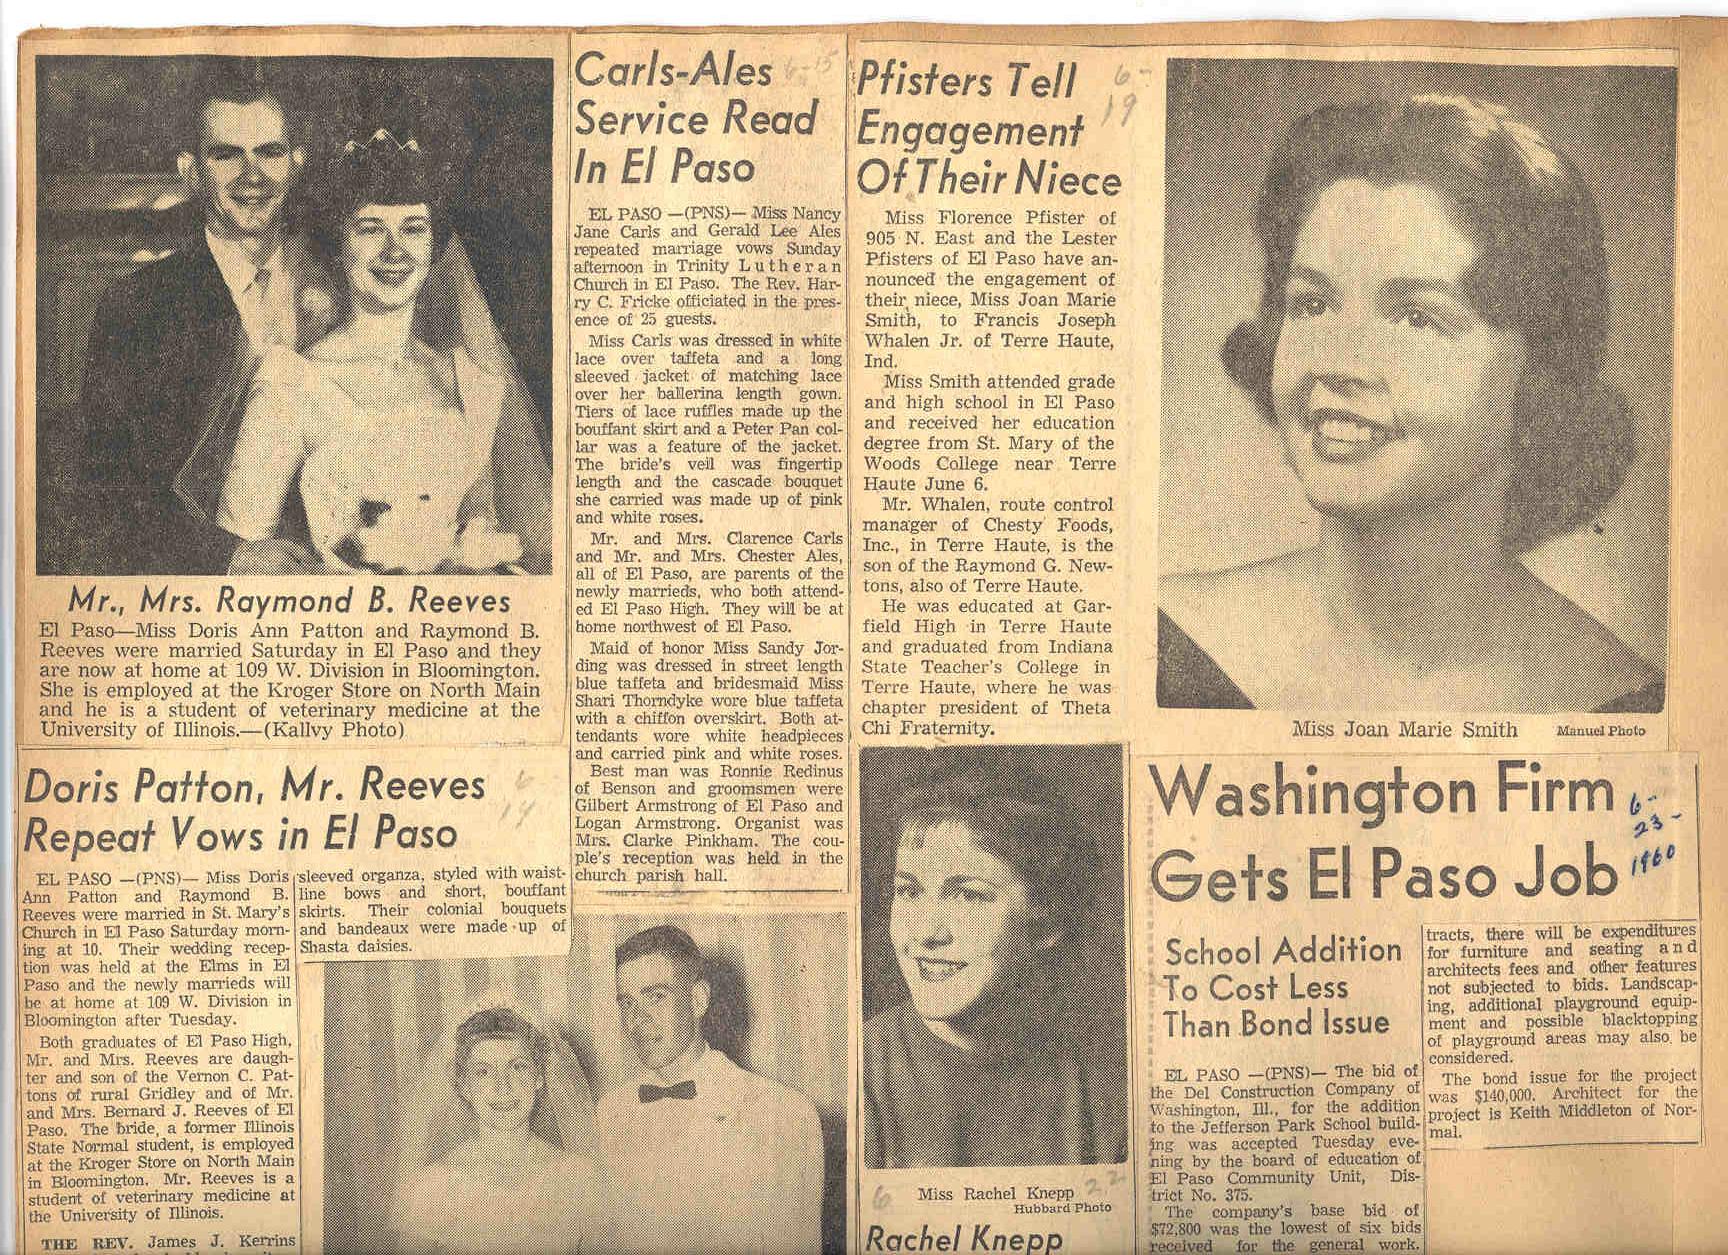 Mr., Mrs. Raymond B. Reeves
El Paso—Miss Doris Ann Patton and Raymond B.
Reeves were married Saturday in El Paso and they
are now at home at 109 W. Division in Bloomington.
She is employed at the Kroger Store on North Main
and he is a student of veterinary medicine at the
University of Illinois.—(Kallvy Photo)
Doris Patton, Mr. Reeves
Repeat Vows in El Paso
6
14
EL PASO —(PNS)— Miss Doris
Ann Patton and Raymond B.
Reeves were married in St. Mary's
Church in El Paso Saturday morn-
ing at 10. Their wedding recep-
tion was held at the Elms in El
Paso and the newly marrieds will
be at home at 109 W. Division in
Bloomington after Tuesday.
Both graduates of El Paso High,
Mr. and Mrs. Reeves are daugh-
ter and son of the Vernon C. Pat-
tons of rural Gridley and of Mr.
and Mrs. Bernard J. Reeves of El
Paso. The bride, a former Illinois
State Normal student, is employed
at the Kroger Store on North Main
in Bloomington. Mr. Reeves is a
student of veterinary medicine at
the University of Illinois.
THE REV. James J. Kerrins
sleeved organza, styled with waist-
line bows and short, bouffant
skirts. Their colonial bouquets
and bandeaux were made up of
Shasta daisies.
Carls-Ales
Service Read
In El Paso
6-15
EL PASO —(PNS)— Miss Nancy
Jane Carls and Gerald Lee Ales
repeated marriage vows Sunday
afternoon in Trinity Lutheran
Church in El Paso. The Rev. Har-
ry C. Fricke officiated in the pres-
ence of 25 guests.
Miss Carls was dressed in white
lace over taffeta and a long
sleeved jacket of matching lace
over her ballerina length gown.
Tiers of lace ruffles made up the
bouffant skirt and a Peter Pan col-
lar was a feature of the jacket.
The bride's veil was fingertip
length and the cascade bouquet
she carried was made up of pink
and white roses.
Mr. and Mrs. Clarence Carls
and Mr. and Mrs. Chester Ales,
all of El Paso, are parents of the
newly marrieds, who both attend-
ed El Paso High. They will be at
home northwest of El Paso.
Maid of honor Miss Sandy Jor-
ding was dressed in street length
blue taffeta and bridesmaid Miss
Shari Thorndyke wore blue taffeta
with a chiffon overskirt. Both at-
tendants wore white headpieces
and carried pink and white roses.
Best man was Ronnie Redinus
of Benson and groomsmen were
Gilbert Armstrong of El Paso and
Logan Armstrong. Organist was
Mrs. Clarke Pinkham. The cou-
ple's reception was held in the
church parish hall.
Pfisters Tell
Engagement
Of Their Niece
6-
19
Miss Florence Pfister of
905 N. East and the Lester
Pfisters of El Paso have an-
nounced the engagement of
their niece, Miss Joan Marie
Smith, to Francis Joseph
Whalen Jr. of Terre Haute,
Ind.
Miss Smith attended grade
and high school in El Paso
and received her education
degree from St. Mary of the
Woods College near Terre
Haute June 6.
Mr. Whalen, route control
manager of Chesty Foods,
Inc., in Terre Haute, is the
son of the Raymond G. New-
tons, also of Terre Haute.
He was educated at Gar-
field High in Terre Haute
and graduated from Indiana
State Teacher's College in
Terre Haute, where he was
chapter president of Theta
Chi Fraternity.
Miss Joan Marie Smith Manuel Photo
6 Miss Rachel Knepp 22
Hubbard Photo
Rachel Knepp
Washington Firm
Gets El Paso Job
6-
23-
1960
School Addition
To Cost Less
Than Bond Issue
EL PASO —(PNS)— The bid of
the Del Construction Company of
Washington, Ill., for the addition
to the Jefferson Park School build-
ing was accepted Tuesday eve-
ning by the board of education of
El Paso Community Unit, Dis-
trict No. 375.
The company's base bid of
$72,800 was the lowest of six bids
received for the general work.
tracts, there will be expenditures
for furniture and seating and
architects fees and other features
not subjected to bids. Landscap-
ing, additional playground equip-
ment and possible blacktopping
of playground areas may also be
considered.
The bond issue for the project
was $140,000. Architect for the
project is Keith Middleton of Nor-
mal.